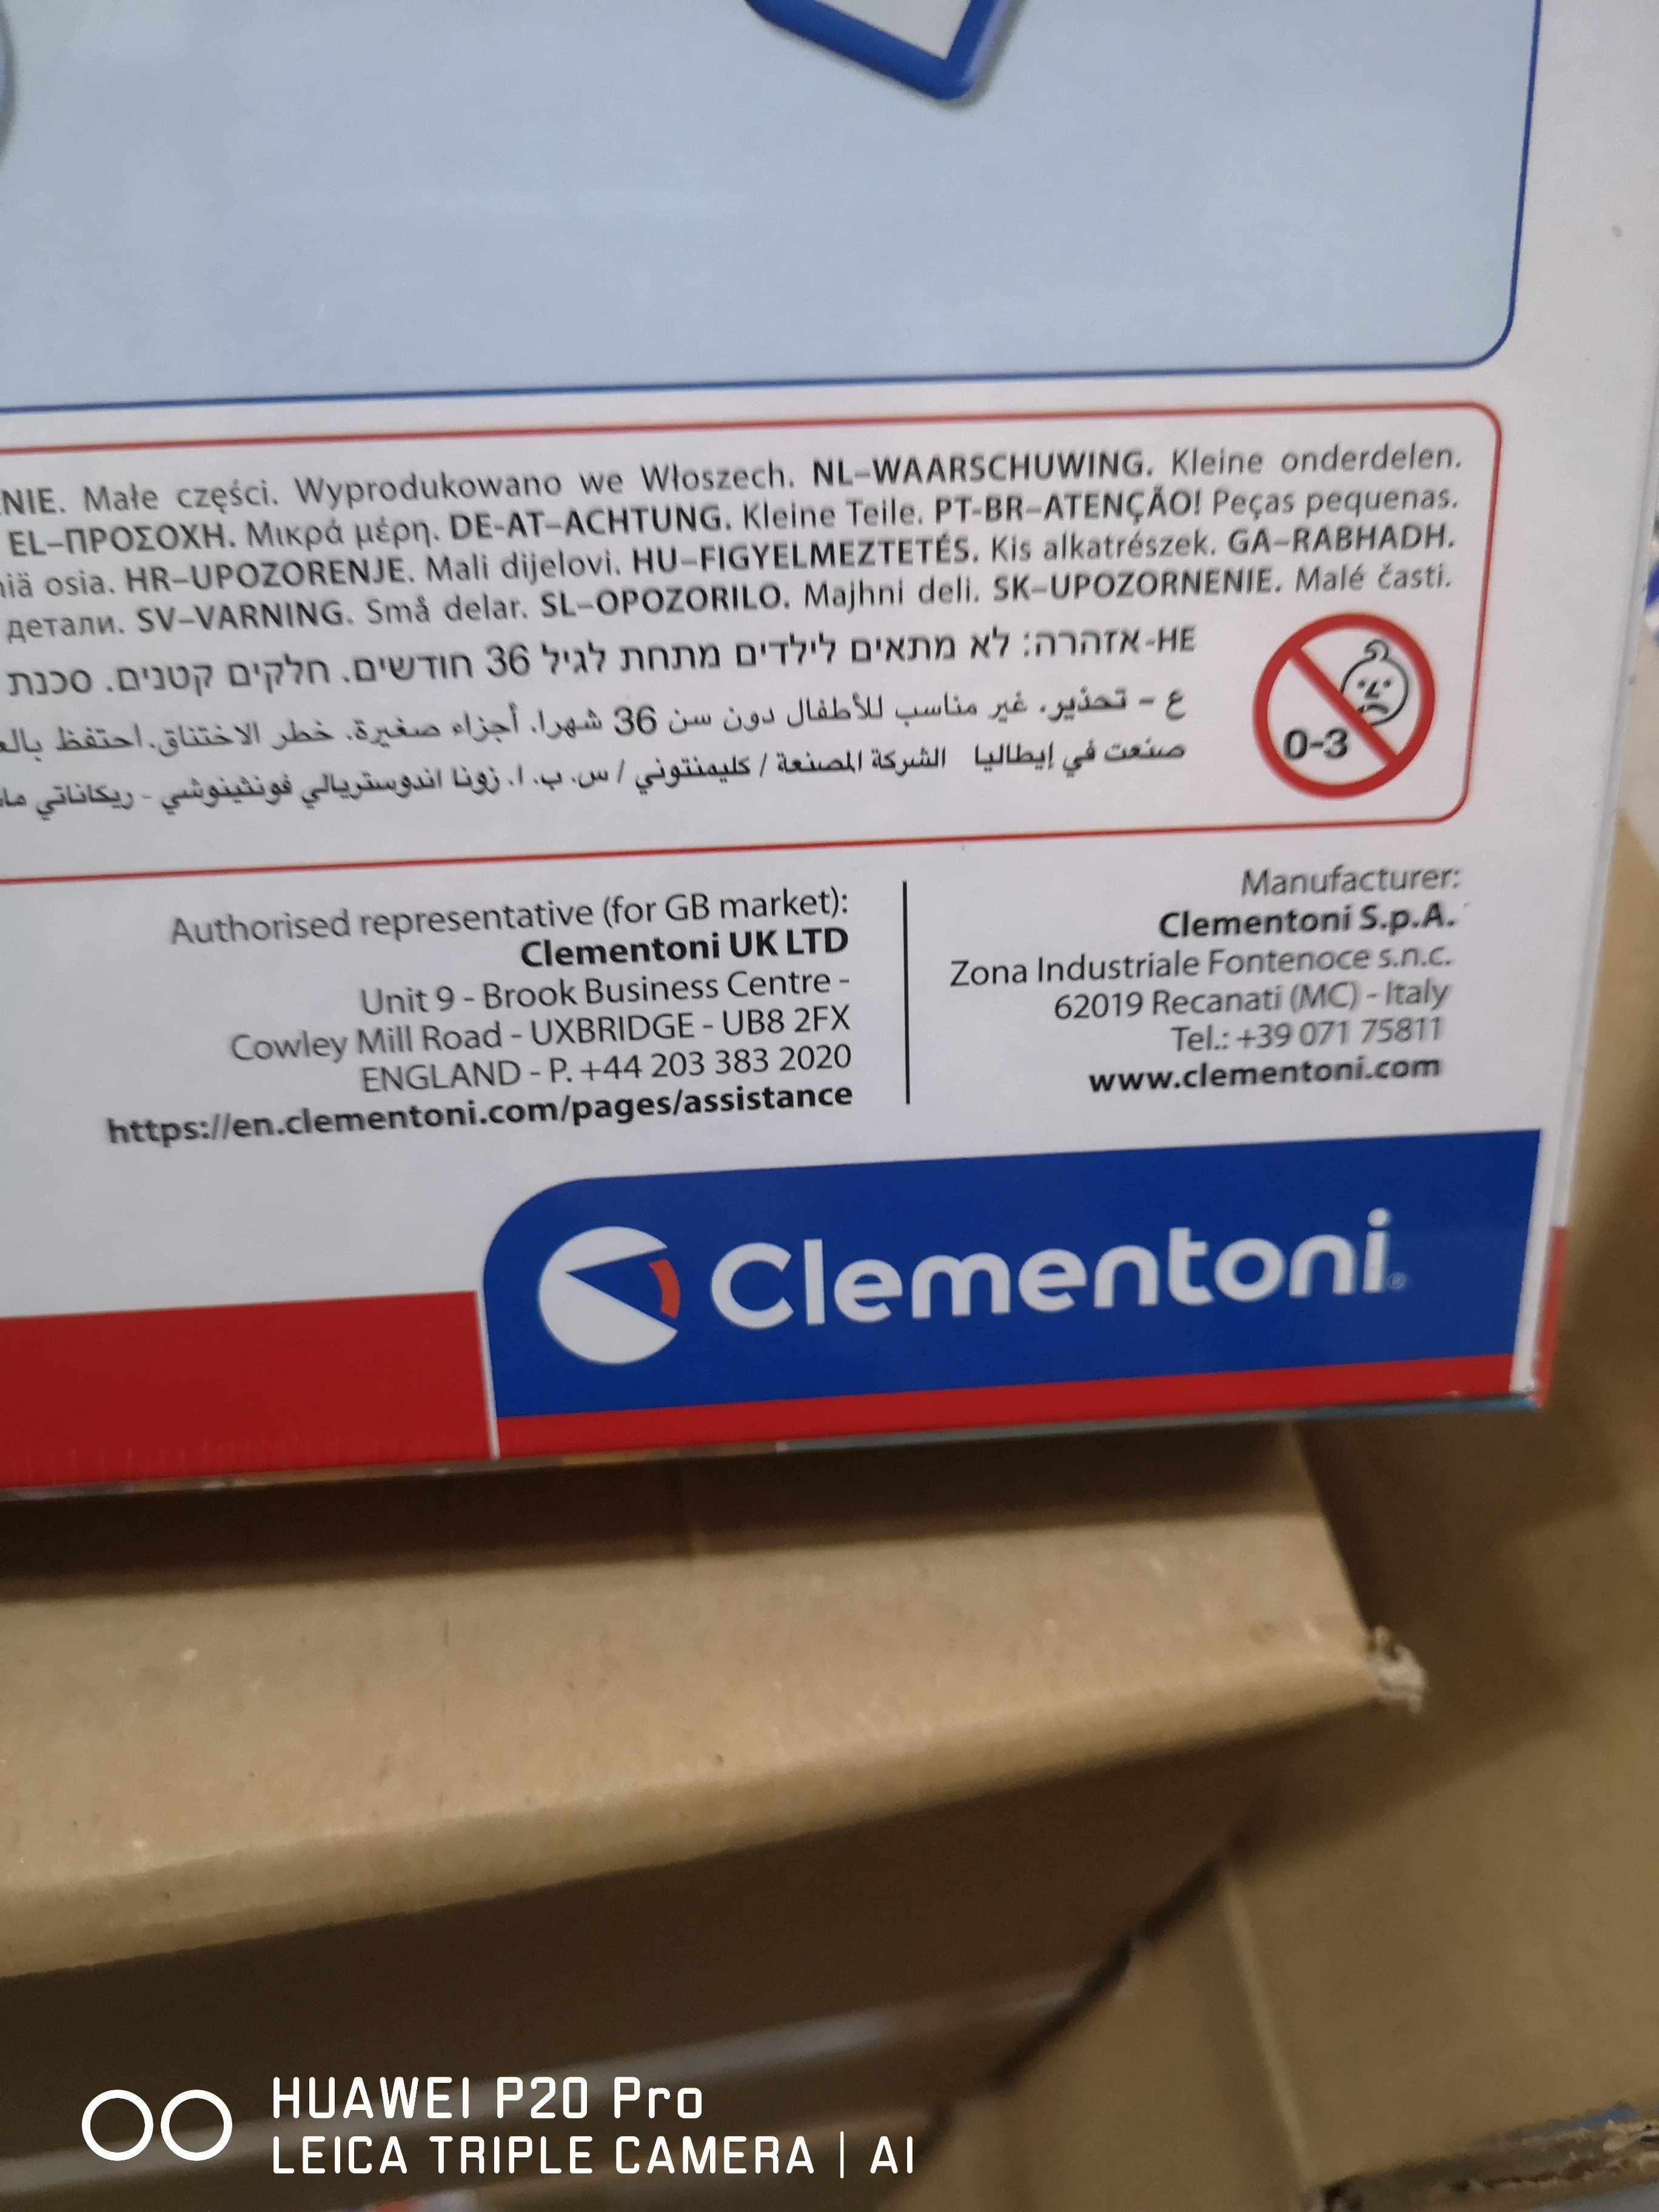 NIE. Małe części. Wyprodukowano we Włoszech. NL–WAARSCHUWING. Kleine onderdelen.
EL–ΠΡΟΣΟΧΗ. Μικρά μέρη. DE-AT–ACHTUNG. Kleine Teile. PT-BR–ATENÇÃO! Peças pequenas.
niä osia. HR–UPOZORENJE. Mali dijelovi. HU–FIGYELMEZTETÉS. Kis alkatrészek. GA–RABHADH.
детали. SV–VARNING. Små delar. SL–OPOZORILO. Majhni deli. SK–UPOZORNENIE. Malé časti.
HE-אזהרה: לא מתאים לילדים מתחת לגיל 36 חודשים. חלקים קטנים. סכנת
ع – تحذير. غير مناسب للأطفال دون سن 36 شهرا. أجزاء صغيرة. خطر الاختناق. احتفظ
صنعت في إيطاليا الشركة المصنعة / كليمنتوني / س. ب. ا. زونا اندوستريالي فونثينوشي - ريكاناتي
0-3
Authorised representative (for GB market):
Clementoni UK LTD
Unit 9 - Brook Business Centre -
Cowley Mill Road - UXBRIDGE - UB8 2FX
ENGLAND - P. +44 203 383 2020
https://en.clementoni.com/pages/assistance
Manufacturer:
Clementoni S.p.A.
Zona Industriale Fontenoce s.n.c.
62019 Recanati (MC) - Italy
Tel.: +39 071 75811
www.clementoni.com
Clementoni®
HUAWEI P20 Pro
LEICA TRIPLE CAMERA | AI